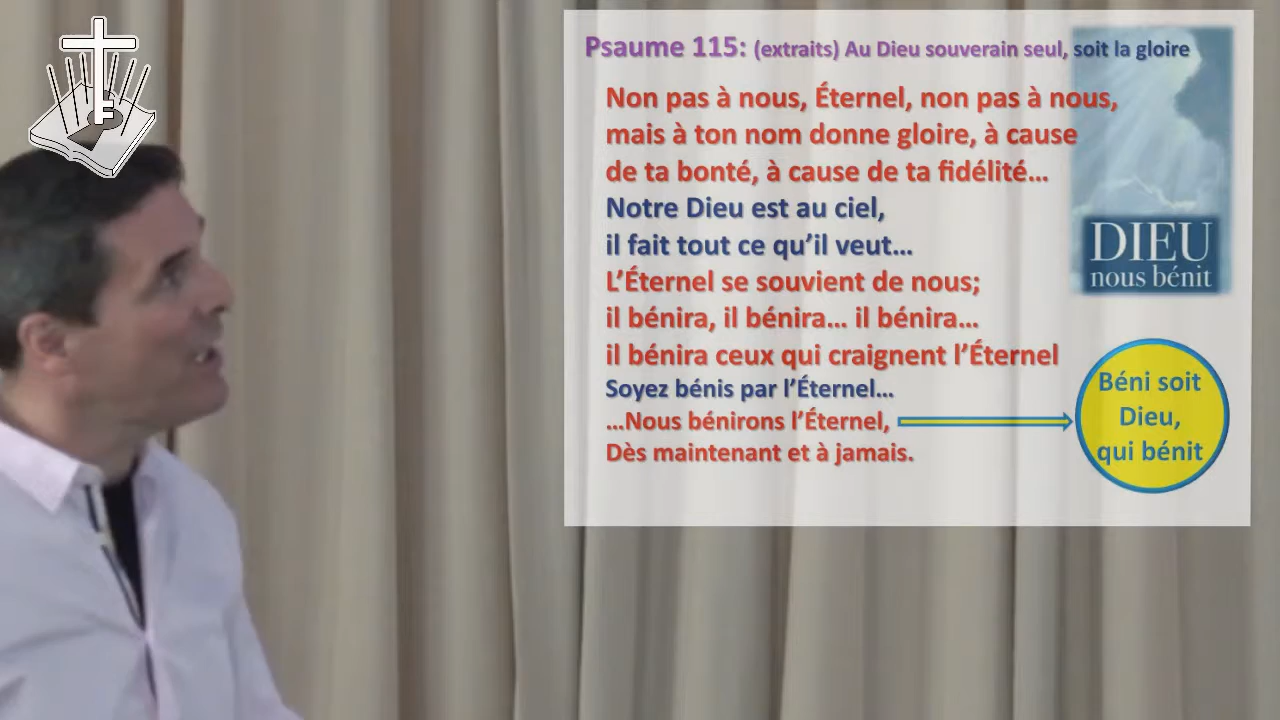 Psaume 115: (extraits) Au Dieu souverain seul, soit la gloire
Non pas à nous, Éternel, non pas à nous,
mais à ton nom donne gloire, à cause
de ta bonté, à cause de ta fidélité...
Notre Dieu est au ciel,
il fait tout ce qu’il veut...
L’Éternel se souvient de nous;
il bénira, il bénira... il bénira...
il bénira ceux qui craignent l’Éternel
Soyez bénis par l’Éternel...
...Nous bénirons l’Éternel,
Dès maintenant et à jamais.
DIEU
nous bénit
Béni soit
Dieu,
qui bénit